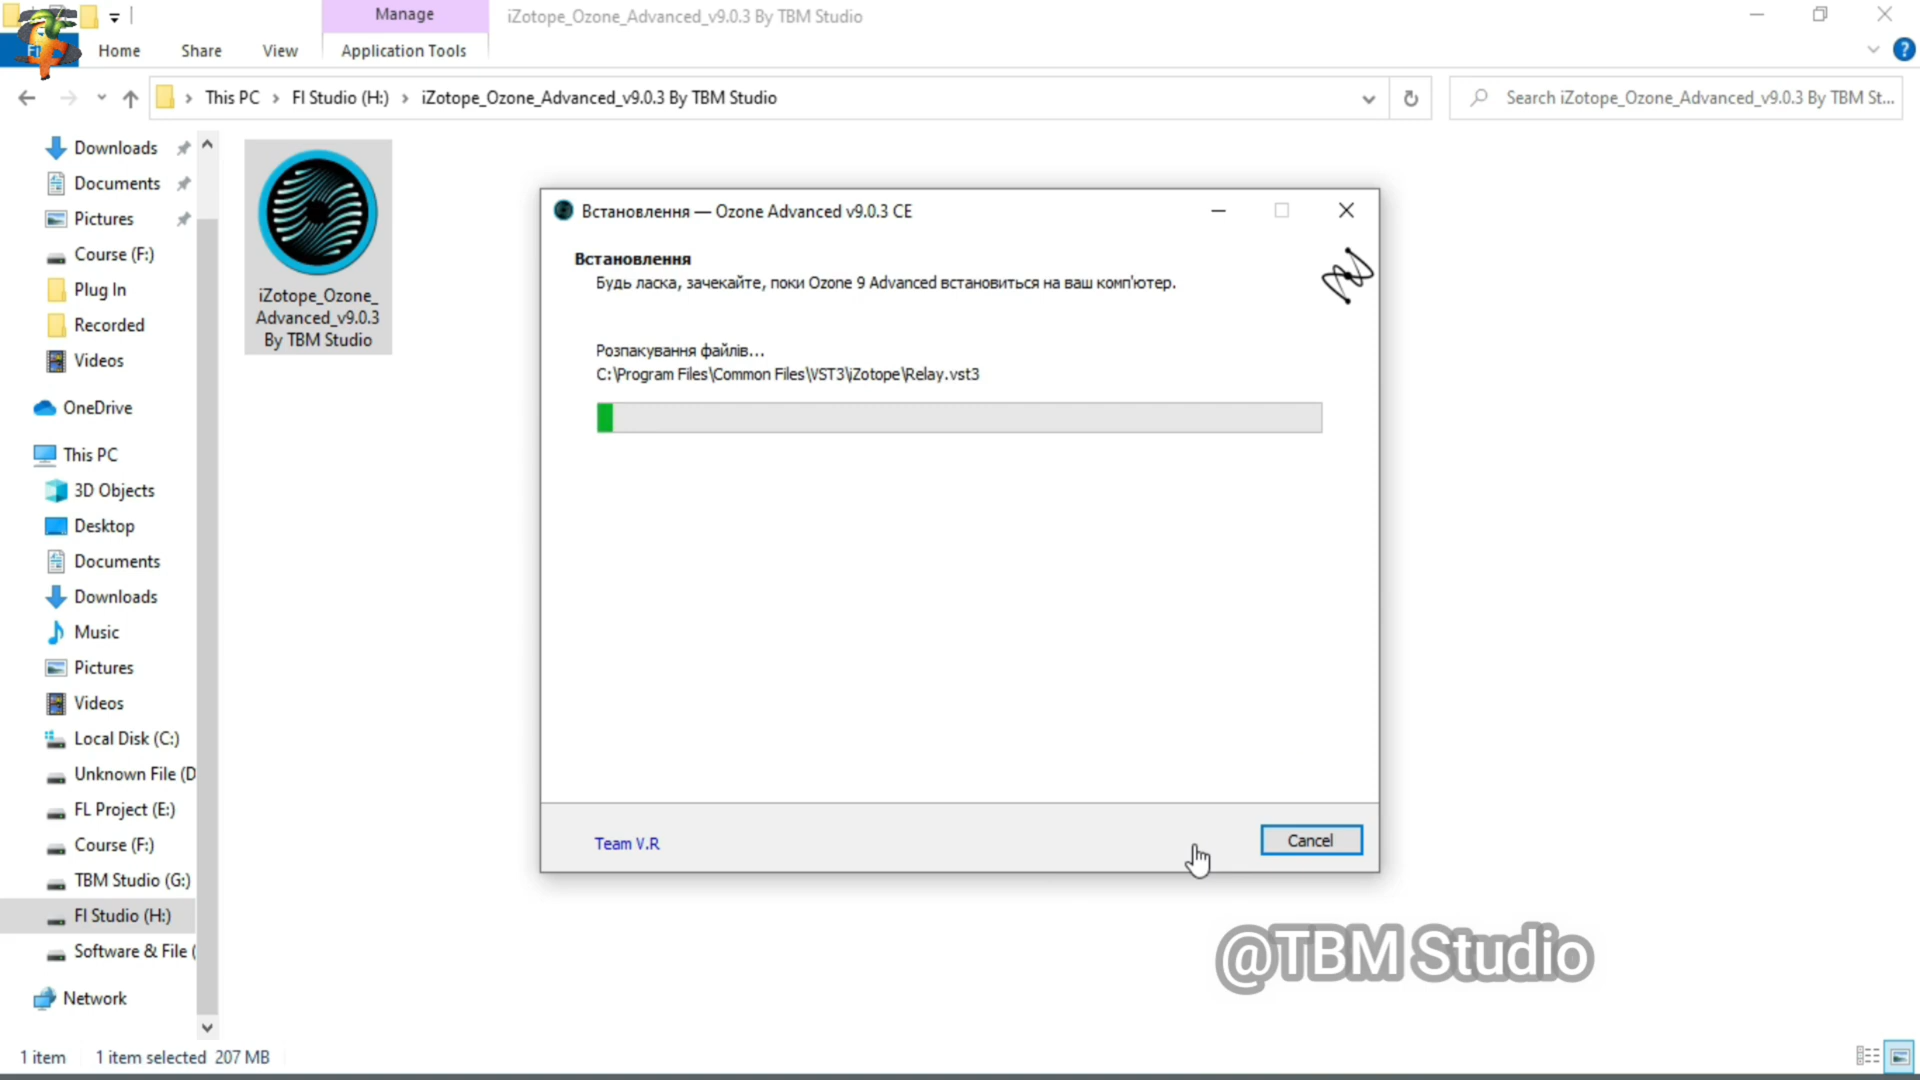 Manage
iZotope_Ozone_Advanced_v9.0.3 By TBM Studio
Home
Share
View
Application Tools
This PC
Fl Studio (H:)
iZotope_Ozone_Advanced_v9.0.3 By TBM Studio
Search iZotope_Ozone_Advanced_v9.0.3 By TBM St...
Downloads
Documents
Pictures
Course (F:)
Plug In
Recorded
Videos
OneDrive
This PC
3D Objects
Desktop
Documents
Downloads
Music
Pictures
Videos
Local Disk (C:)
Unknown File (D
FL Project (E:)
Course (F:)
TBM Studio (G:)
Fl Studio (H:)
Software & File (
Network
iZotope_Ozone_
Advanced_v9.0.3
By TBM Studio
Встановлення — Ozone Advanced v9.0.3 CE
Встановлення
Будь ласка, зачекайте, поки Ozone 9 Advanced встановиться на ваш комп'ютер.
Розпакування файлів...
C:\Program Files\Common Files\VST3\iZotope\Relay.vst3
Team V.R
Cancel
@TBM Studio
1 item
1 item selected 207 MB